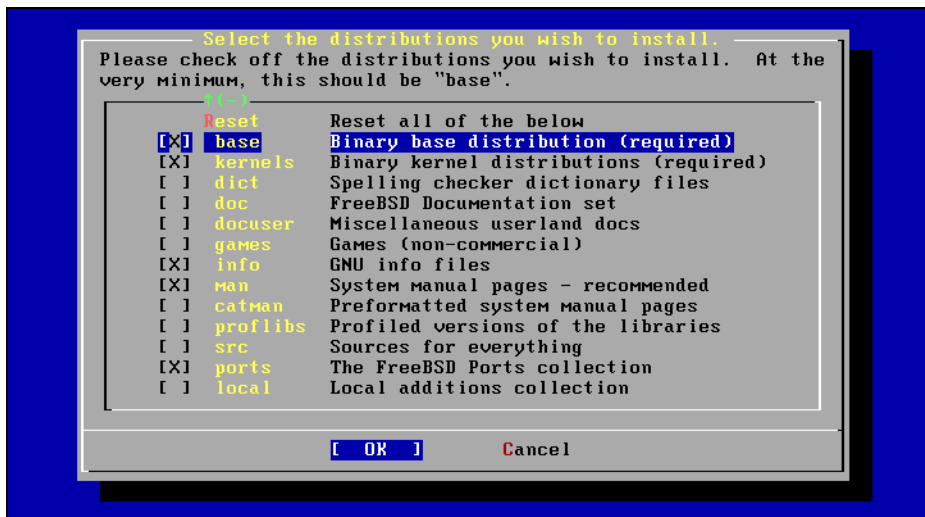 Select the distributions you wish to install.
Please check off the distributions you wish to install.  At the
very minimum, this should be "base".
↑(-)
Reset     Reset all of the below
[X] base      Binary base distribution (required)
[X] kernels   Binary kernel distributions (required)
[ ] dict      Spelling checker dictionary files
[ ] doc       FreeBSD Documentation set
[ ] docuser   Miscellaneous userland docs
[ ] games     Games (non-commercial)
[X] info      GNU info files
[X] man       System manual pages - recommended
[ ] catman    Preformatted system manual pages
[ ] proflibs  Profiled versions of the libraries
[ ] src       Sources for everything
[X] ports     The FreeBSD Ports collection
[ ] local     Local additions collection
[  OK  ]       Cancel